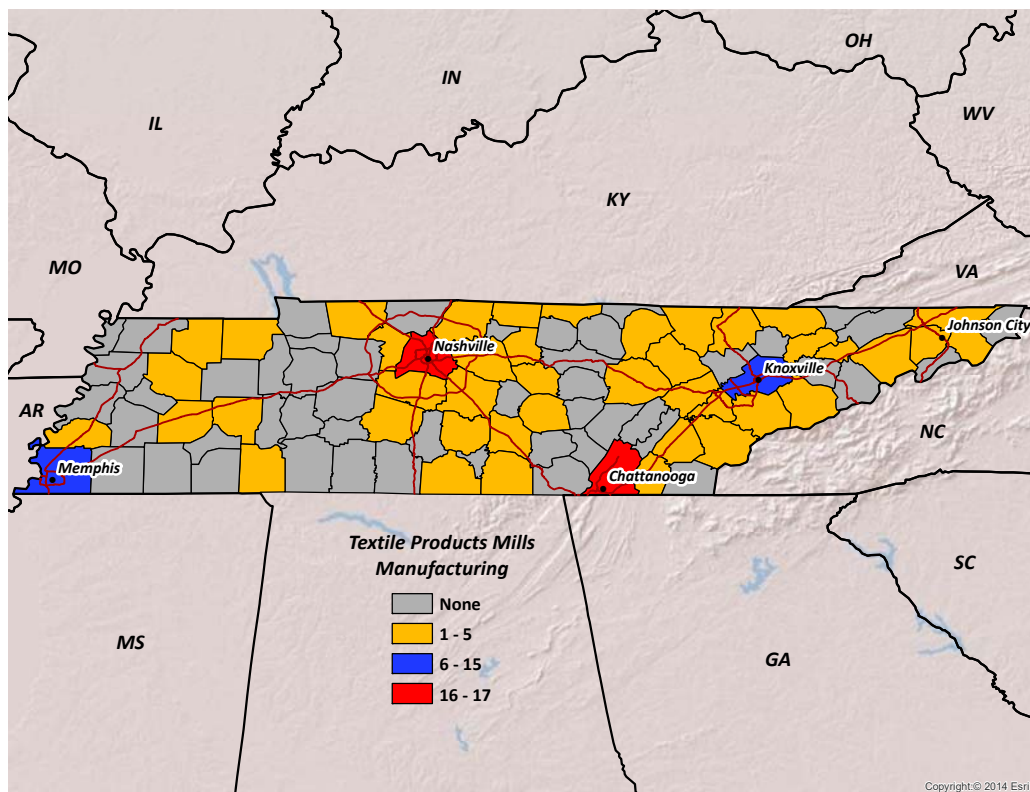 OH
IN
WV
IL
KY
MO
VA
Johnson City
Nashville
Knoxville
AR
NC
Memphis
Chattanooga
Textile Products Mills
Manufacturing
SC
None
1 - 5
MS
GA
6 - 15
16 - 17
Copyright:© 2014 Esri